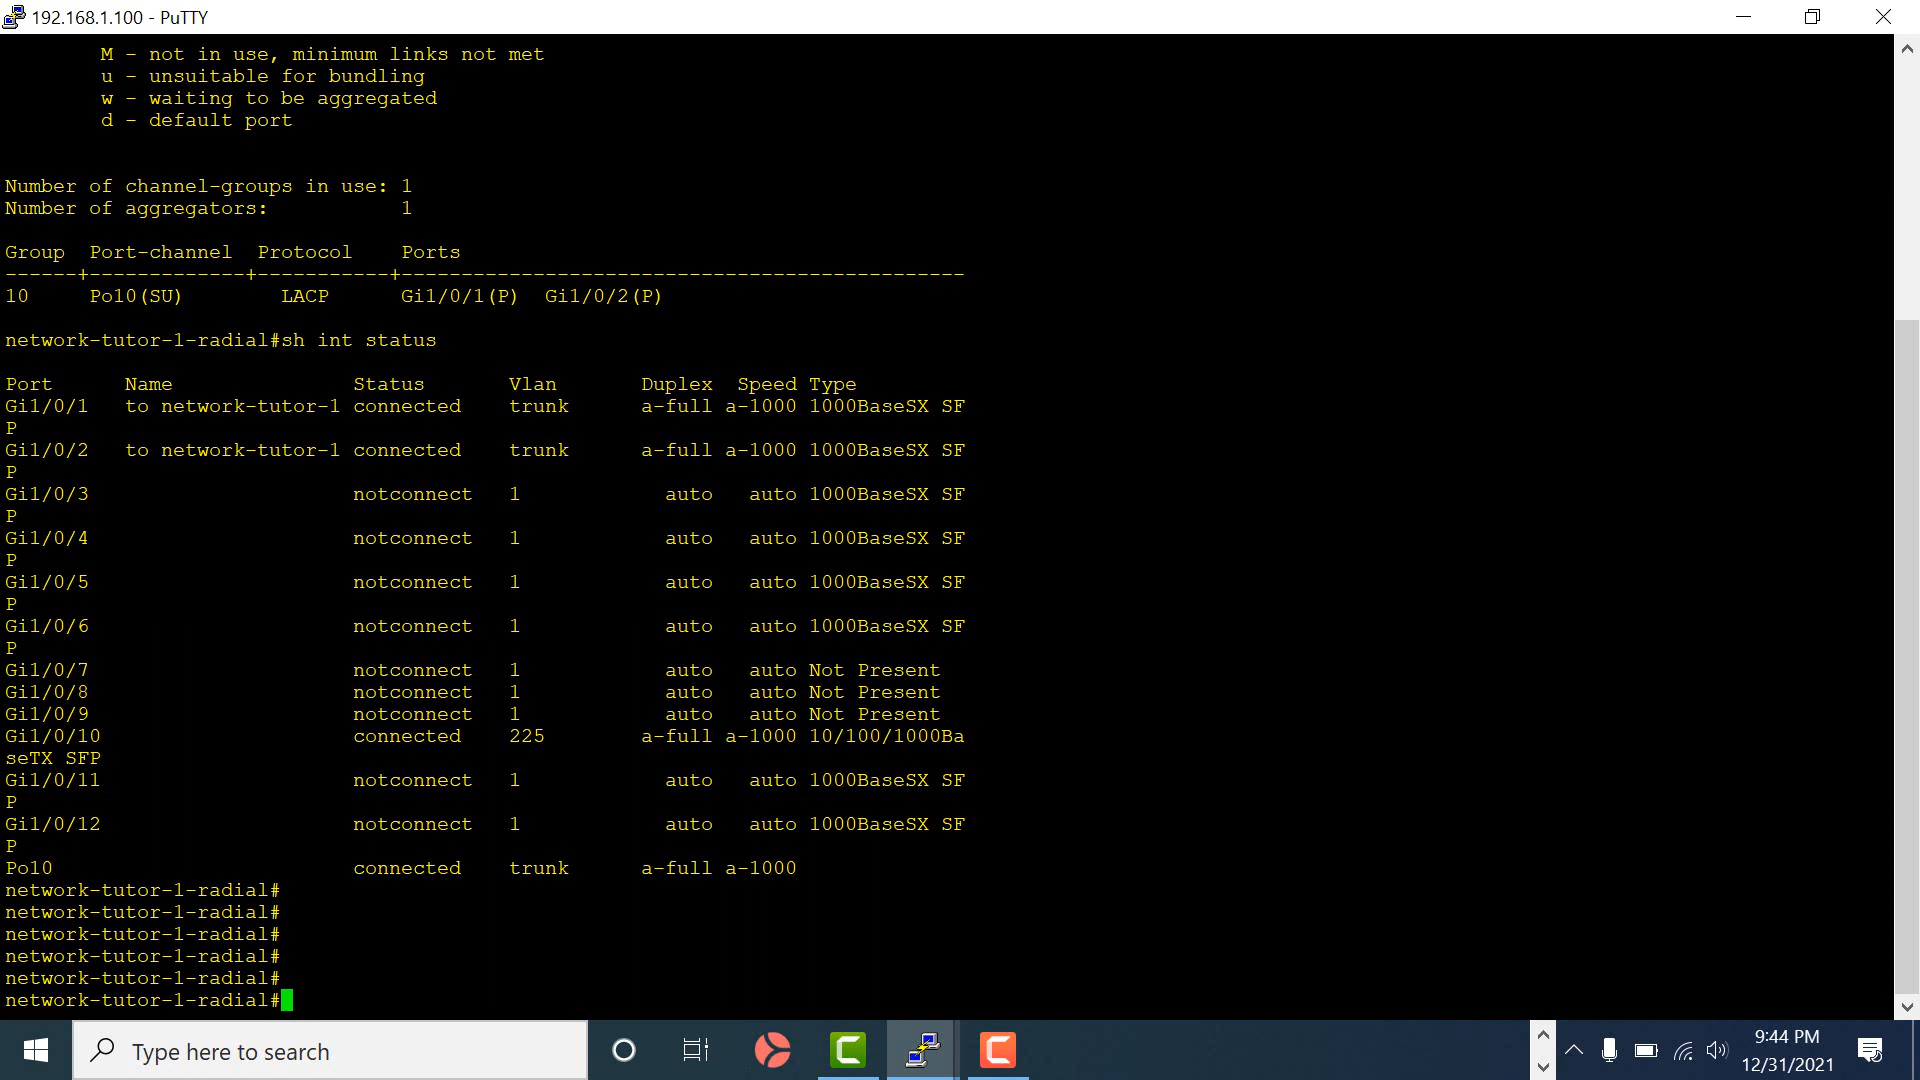 192.168.1.100 - PuTTY
M - not in use, minimum links not met
u - unsuitable for bundling
w - waiting to be aggregated
d - default port
Number of channel-groups in use: 1
Number of aggregators: 1
Group Port-channel Protocol Ports
------+-------------+-----------+-----------------------------------------------
10 Po10(SU) LACP Gi1/0/1(P) Gi1/0/2(P)
network-tutor-1-radial#sh int status
Port Name Status Vlan Duplex Speed Type
Gi1/0/1 to network-tutor-1 connected trunk a-full a-1000 1000BaseSX SF
P
Gi1/0/2 to network-tutor-1 connected trunk a-full a-1000 1000BaseSX SF
P
Gi1/0/3 notconnect 1 auto auto 1000BaseSX SF
P
Gi1/0/4 notconnect 1 auto auto 1000BaseSX SF
P
Gi1/0/5 notconnect 1 auto auto 1000BaseSX SF
P
Gi1/0/6 notconnect 1 auto auto 1000BaseSX SF
P
Gi1/0/7 notconnect 1 auto auto Not Present
Gi1/0/8 notconnect 1 auto auto Not Present
Gi1/0/9 notconnect 1 auto auto Not Present
Gi1/0/10 connected 225 a-full a-1000 10/100/1000Ba
seTX SFP
Gi1/0/11 notconnect 1 auto auto 1000BaseSX SF
P
Gi1/0/12 notconnect 1 auto auto 1000BaseSX SF
P
Po10 connected trunk a-full a-1000
network-tutor-1-radial#
network-tutor-1-radial#
network-tutor-1-radial#
network-tutor-1-radial#
network-tutor-1-radial#
network-tutor-1-radial#
Type here to search
9:44 PM
12/31/2021